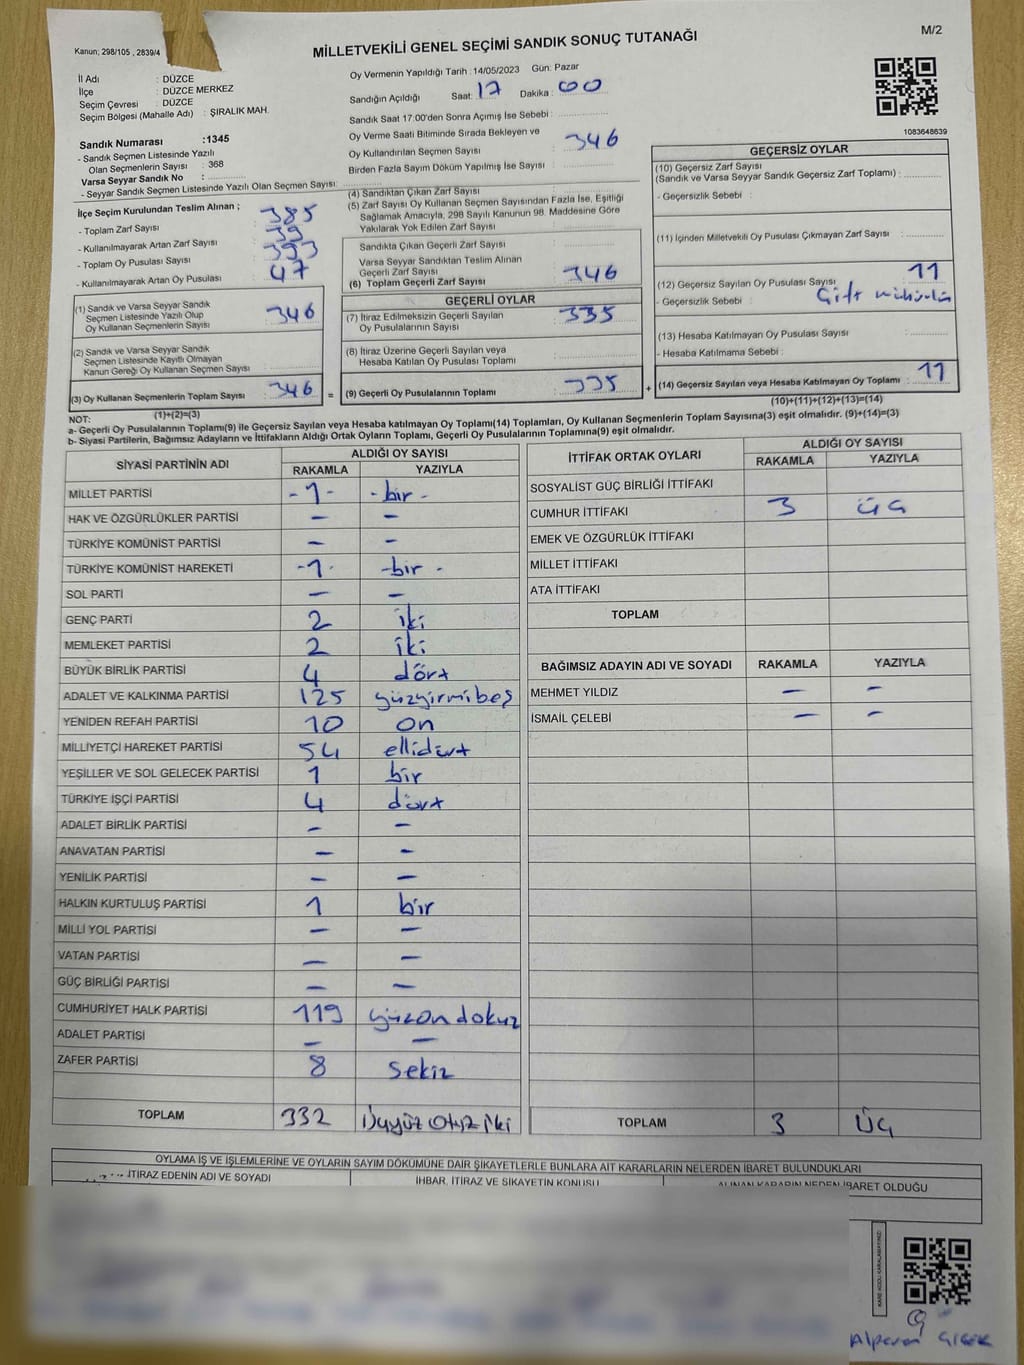 M/2
Kanun; 298/105 , 2839/4
MİLLETVEKİLİ GENEL SEÇİMİ SANDIK SONUÇ TUTANAĞI
İl Adı : DÜZCE
İlçe : DÜZCE MERKEZ
Seçim Çevresi : DÜZCE
Seçim Bölgesi (Mahalle Adı) : ŞIRALIK MAH.
Oy Vermenin Yapıldığı Tarih : 14/05/2023 Gün: Pazar
Sandığın Açıldığı Saat: 17 Dakika : 00
Sandık Saat 17:00'den Sonra Açımış İse Sebebi :
Oy Verme Saati Bitiminde Sırada Bekleyen ve
Oy Kullandırılan Seçmen Sayısı : 346
Birden Fazla Sayım Döküm Yapılmış İse Sayısı :
1083648639
Sandık Numarası :1345
- Sandık Seçmen Listesinde Yazılı
Olan Seçmenlerin Sayısı : 368
Varsa Seyyar Sandık No :
- Seyyar Sandık Seçmen Listesinde Yazılı Olan Seçmen Sayısı:
İlçe Seçim Kurulundan Teslim Alınan ;
- Toplam Zarf Sayısı : 385
- Kullanılmayarak Artan Zarf Sayısı : 39
- Toplam Oy Pusulası Sayısı : 393
- Kullanılmayarak Artan Oy Pusulası : 47
(4) Sandıktan Çıkan Zarf Sayısı :
(5) Zarf Sayısı Oy Kullanan Seçmen Sayısından Fazla İse, Eşitliği
Sağlamak Amacıyla, 298 Sayılı Kanunun 98. Maddesine Göre
Yakılarak Yok Edilen Zarf Sayısı :
Sandıkta Çıkan Geçerli Zarf Sayısı :
Varsa Seyyar Sandıktan Teslim Alınan
Geçerli Zarf Sayısı :
(6) Toplam Geçerli Zarf Sayısı : 346
GEÇERSİZ OYLAR
(10) Geçersiz Zarf Sayısı
(Sandık ve Varsa Seyyar Sandık Geçersiz Zarf Toplamı) :
- Geçersizlik Sebebi :
(11) İçinden Milletvekili Oy Pusulası Çıkmayan Zarf Sayısı :
(12) Geçersiz Sayılan Oy Pusulası Sayısı : 11
- Geçersizlik Sebebi : Çift mühürlü
(13) Hesaba Katılmayan Oy Pusulası Sayısı :
- Hesaba Katılmama Sebebi :
(14) Geçersiz Sayılan veya Hesaba Katılmayan Oy Toplamı : 11
(10)+(11)+(12)+(13)=(14)
(1) Sandık ve Varsa Seyyar Sandık
Seçmen Listesinde Yazılı Olup
Oy Kullanan Seçmenlerin Sayısı : 346
(2) Sandık ve Varsa Seyyar Sandık
Seçmen Listesinde Kayıtlı Olmayan
Kanun Gereği Oy Kullanan Seçmen Sayısı :
(3) Oy Kullanan Seçmenlerin Toplam Sayısı : 346 =
(1)+(2)=(3)
GEÇERLİ OYLAR
(7) İtiraz Edilmeksizin Geçerli Sayılan
Oy Pusulalarının Sayısı : 335
(8) İtiraz Üzerine Geçerli Sayılan veya
Hesaba Katılan Oy Pusulası Toplamı :
(9) Geçerli Oy Pusulalarının Toplamı : 335 +
NOT:
a- Geçerli Oy Pusulalarının Toplamı(9) ile Geçersiz Sayılan veya Hesaba katılmayan Oy Toplamı(14) Toplamları, Oy Kullanan Seçmenlerin Toplam Sayısına(3) eşit olmalıdır. (9)+(14)=(3)
b- Siyasi Partilerin, Bağımsız Adayların ve İttifakların Aldığı Ortak Oyların Toplamı, Geçerli Oy Pusulalarının Toplamına(9) eşit olmalıdır.
SİYASİ PARTİNİN ADI ALDIĞI OY SAYISI
RAKAMLA YAZIYLA
MİLLET PARTİSİ -1- -bir-
HAK VE ÖZGÜRLÜKLER PARTİSİ - -
TÜRKİYE KOMÜNİST PARTİSİ - -
TÜRKİYE KOMÜNİST HAREKETİ -1- -bir-
SOL PARTİ - -
GENÇ PARTİ 2 iki
MEMLEKET PARTİSİ 2 iki
BÜYÜK BİRLİK PARTİSİ 4 dört
ADALET VE KALKINMA PARTİSİ 125 yüzyirmibeş
YENİDEN REFAH PARTİSİ 10 on
MİLLİYETÇİ HAREKET PARTİSİ 54 ellidört
YEŞİLLER VE SOL GELECEK PARTİSİ 1 bir
TÜRKİYE İŞÇİ PARTİSİ 4 dört
ADALET BİRLİK PARTİSİ - -
ANAVATAN PARTİSİ - -
YENİLİK PARTİSİ - -
HALKIN KURTULUŞ PARTİSİ 1 bir
MİLLİ YOL PARTİSİ - -
VATAN PARTİSİ - -
GÜÇ BİRLİĞİ PARTİSİ - -
CUMHURİYET HALK PARTİSİ 119 yüzon dokuz
ADALET PARTİSİ - -
ZAFER PARTİSİ 8 sekiz
TOPLAM 332 Üçyüz otuz iki
İTTİFAK ORTAK OYLARI ALDIĞI OY SAYISI
RAKAMLA YAZIYLA
SOSYALİST GÜÇ BİRLİĞİ İTTİFAKI
CUMHUR İTTİFAKI 3 üç
EMEK VE ÖZGÜRLÜK İTTİFAKI
MİLLET İTTİFAKI
ATA İTTİFAKI
TOPLAM
BAĞIMSIZ ADAYIN ADI VE SOYADI RAKAMLA YAZIYLA
MEHMET YILDIZ - -
İSMAİL ÇELEBİ - -
TOPLAM 3 Üç
OYLAMA İŞ VE İŞLEMLERİNE VE OYLARIN SAYIM DÖKÜMÜNE DAİR ŞİKAYETLERLE BUNLARA AİT KARARLARIN NELERDEN İBARET BULUNDUKLARI
İTİRAZ EDENİN ADI VE SOYADI İHBAR, İTİRAZ VE ŞİKAYETİN KONUSU ALINAN KARARIN NEDEN İBARET OLDUĞU
KARE KODU KARALAMAYINIZ!
Alperen ÇİÇEK